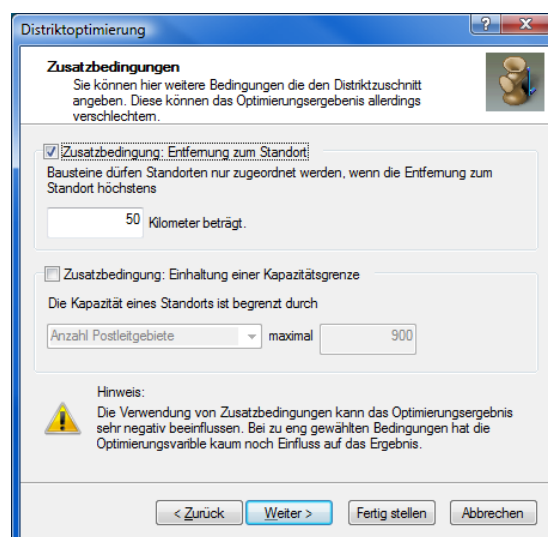 Distriktoptimierung
Zusatzbedingungen
Sie können hier weitere Bedingungen die den Distriktzuschnitt
angeben. Diese können das Optimierungsergebenis allerdings
verschlechtern.
Zusatzbedingung: Entfernung zum Standort
Bausteine dürfen Standorten nur zugeordnet werden, wenn die Entfernung zum
Standort höchstens
50 Kilometer beträgt.
Zusatzbedingung: Einhaltung einer Kapazitätsgrenze
Die Kapazität eines Standorts ist begrenzt durch
Anzahl Postleitgebiete maximal 900
Hinweis:
Die Verwendung von Zusatzbedingungen kann das Optimierungsergebnis
sehr negativ beeinflussen. Bei zu eng gewählten Bedingungen hat die
Optimierungsvarible kaum noch Einfluss auf das Ergebnis.
< Zurück Weiter > Fertig stellen Abbrechen